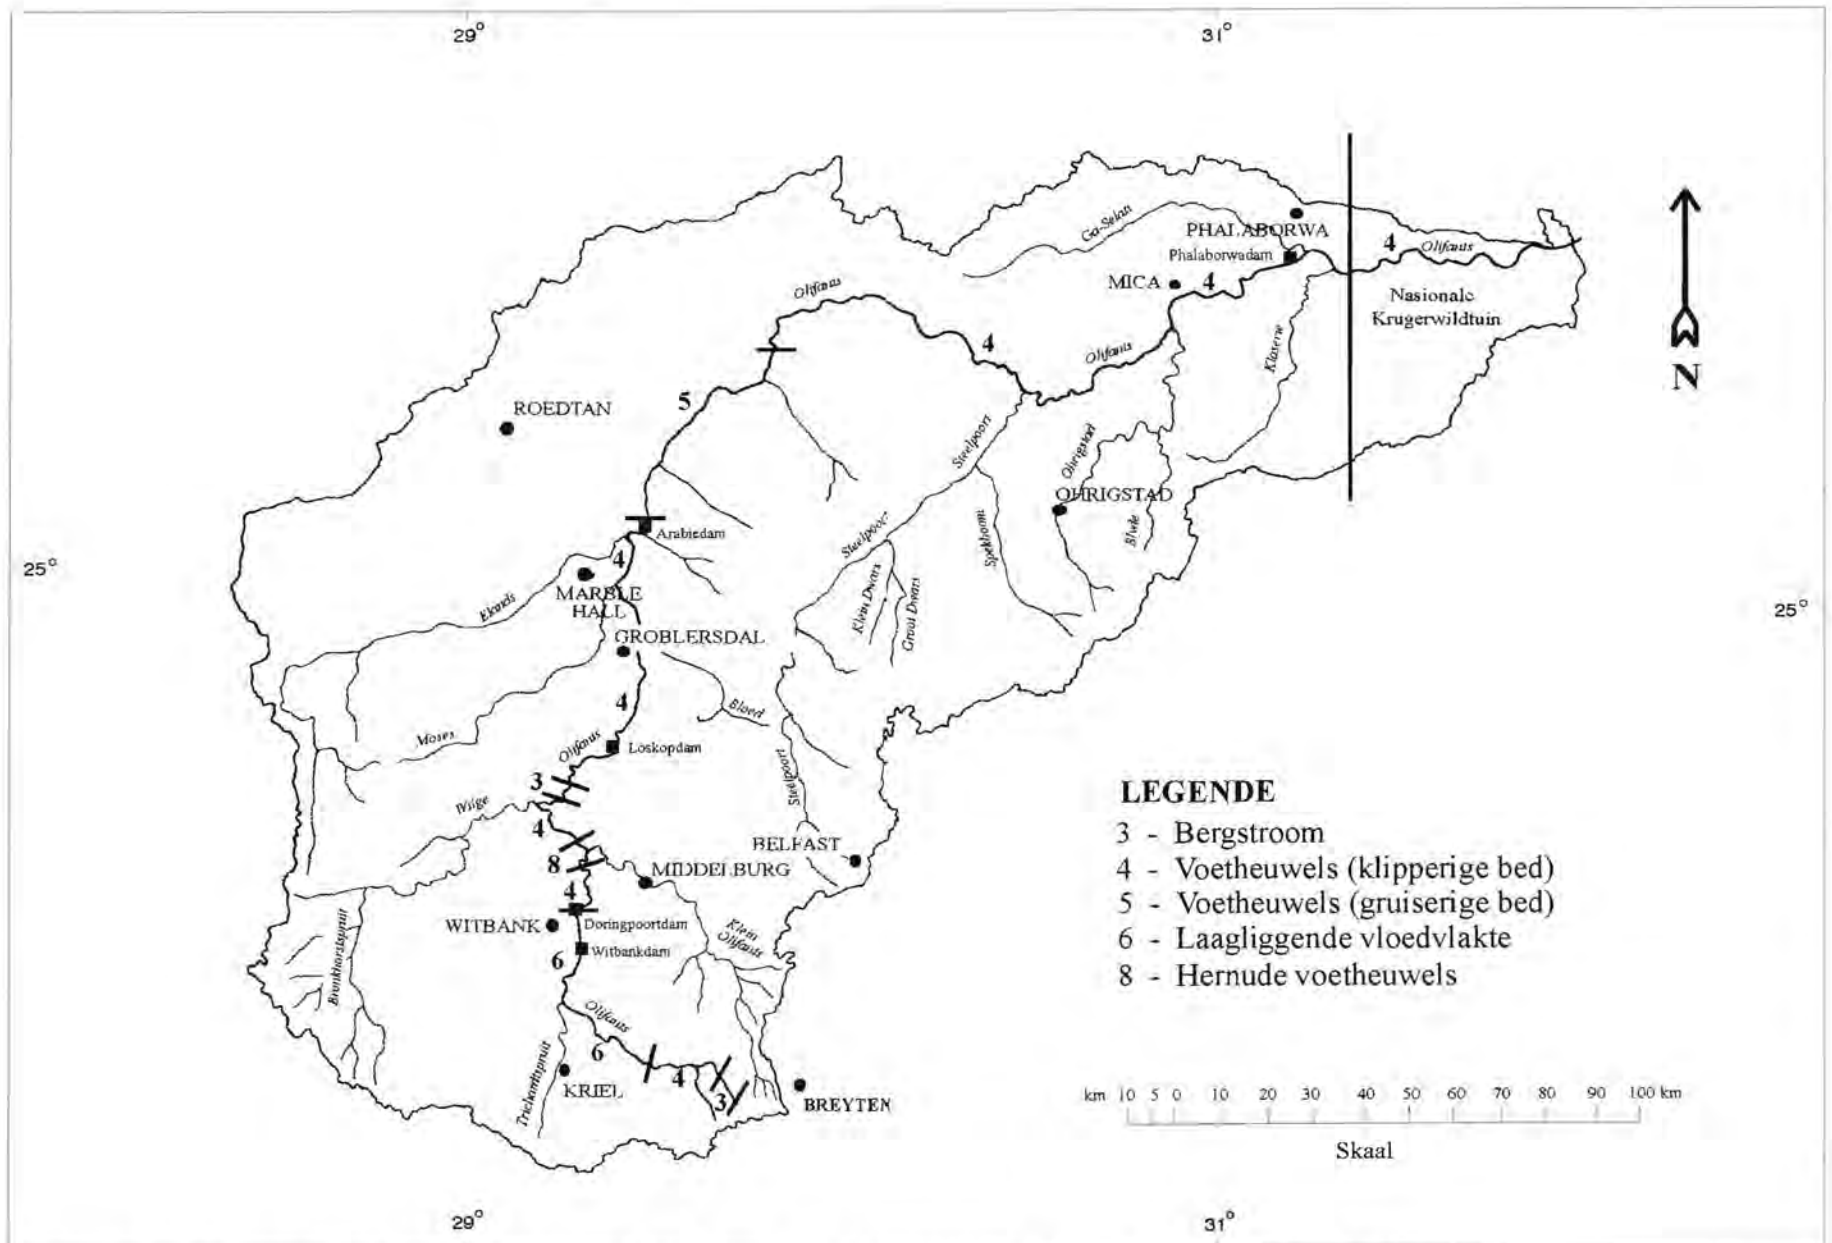 29°
31°
Ga-Selati
PHALABORWA
4
Olifants
Phalaborwadam
MICA
4
Olifants
Nasionale
Krugerwildtuin
4
Olifants
Klaserie
N
5
ROEDTAN
Steelpoort
Ohrigstad
OHRIGSTAD
Arabiedam
Steelpoort
Spekboom
Blyde
25°
4
MARBLE
HALL
Elands
Klein Dwars
Groot Dwars
25°
GROBLERSDAL
4
Bloed
Moses
Olifants
Loskopdam
Steelpoort
3
Wilge
4
BELFAST
8
MIDDELBURG
4
WITBANK
Doringpoortdam
Klein
Olifants
Witbankdam
6
Bronkhorstspruit
Olifants
6
Trichardtspruit
KRIEL
4
3
BREYTEN
LEGENDE
3 - Bergstroom
4 - Voetheuwels (klipperige bed)
5 - Voetheuwels (gruiserige bed)
6 - Laagliggende vloedvlakte
8 - Hernude voetheuwels
km 10 5 0 10 20 30 40 50 60 70 80 90 100 km
Skaal
29°
31°